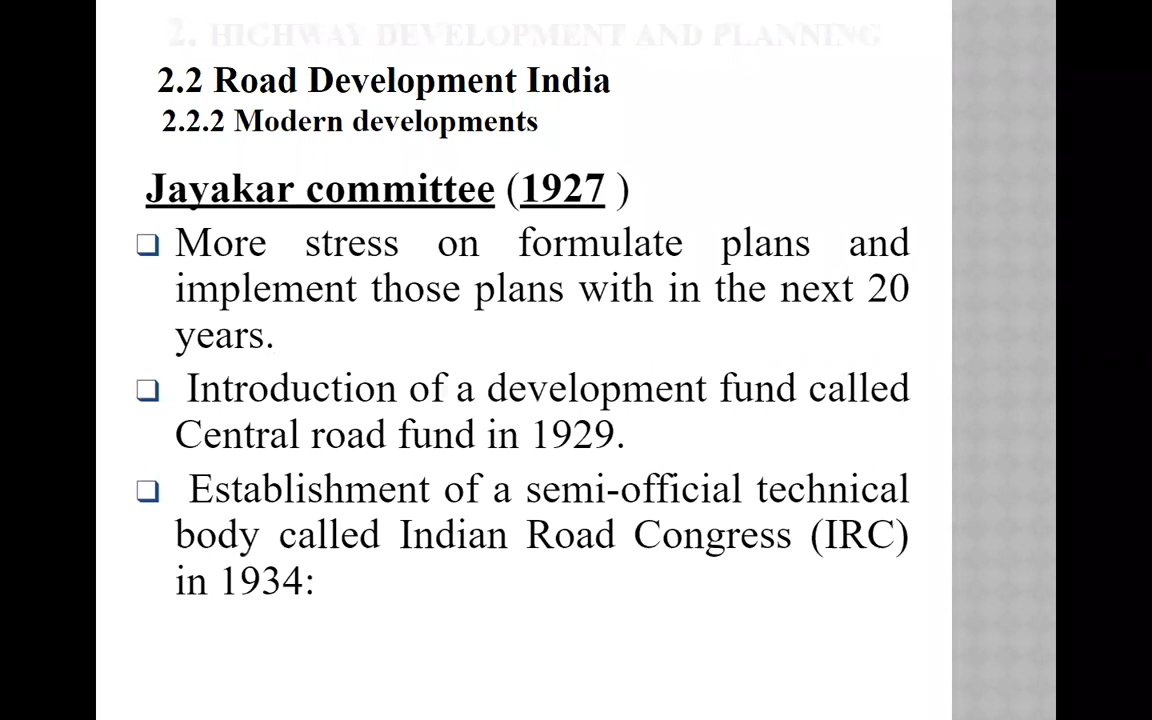 2. HIGHWAY DEVELOPMENT AND PLANNING
2.2 Road Development India
2.2.2 Modern developments
Jayakar committee (1927 )
More stress on formulate plans and
implement those plans with in the next 20
years.
Introduction of a development fund called
Central road fund in 1929.
Establishment of a semi-official technical
body called Indian Road Congress (IRC)
in 1934: